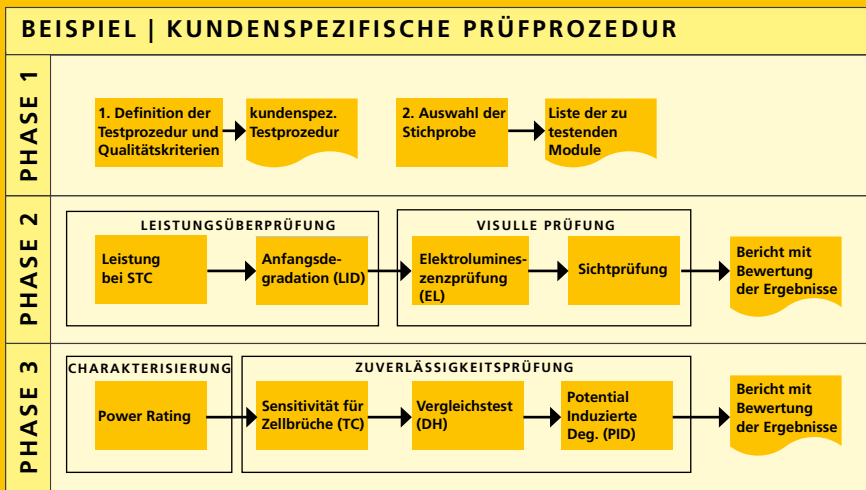 BEISPIEL | KUNDENSPEZIFISCHE PRÜFPROZEDUR
PHASE 1
1. Definition der
Testprozedur und
Qualitätskriterien
kundenspez.
Testprozedur
2. Auswahl der
Stichprobe
Liste der zu
testenden
Module
PHASE 2
LEISTUNGSÜBERPRÜFUNG
Leistung
bei STC
Anfangsde-
gradation (LID)
VISULLE PRÜFUNG
Elektrolumines-
zenzprüfung
(EL)
Sichtprüfung
Bericht mit
Bewertung
der Ergebnisse
PHASE 3
CHARAKTERISIERUNG
Power Rating
ZUVERLÄSSIGKEITSPRÜFUNG
Sensitivität für
Zellbrüche (TC)
Vergleichstest
(DH)
Potential
Induzierte
Deg. (PID)
Bericht mit
Bewertung
der Ergebnisse